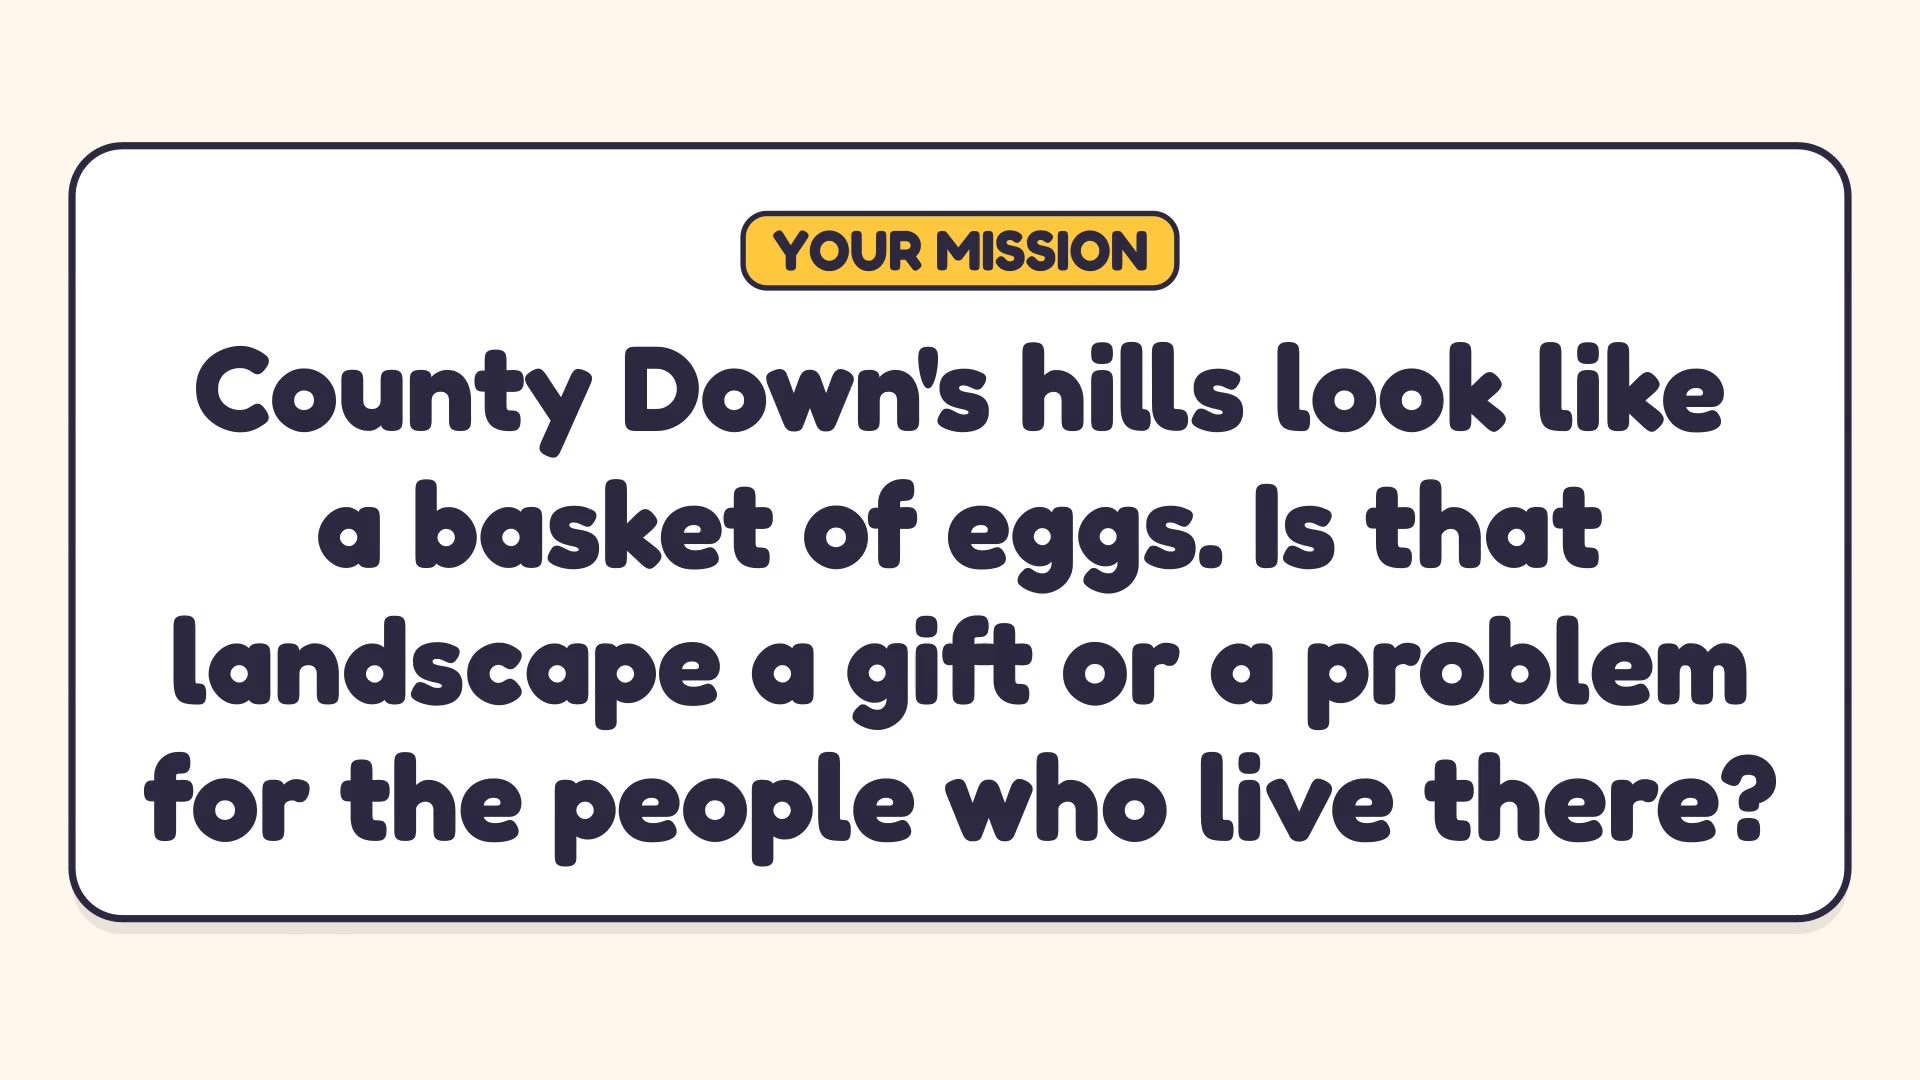 YOUR MISSION
County Down's hills look like
a basket of eggs. Is that
landscape a gift or a problem
for the people who live there?